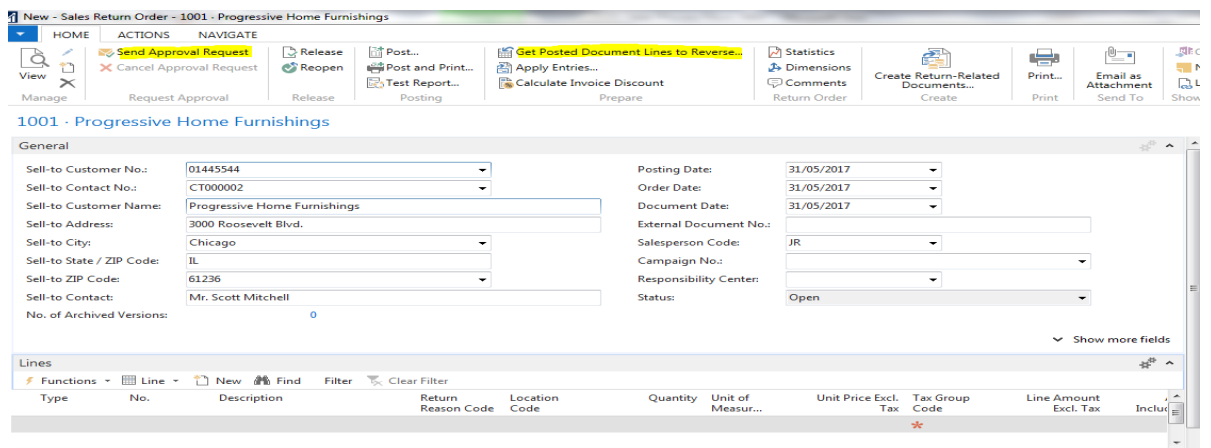 New - Sales Return Order - 1001 · Progressive Home Furnishings
HOME ACTIONS NAVIGATE
Send Approval Request Release Post... Get Posted Document Lines to Reverse... Statistics
Cancel Approval Request Reopen Post and Print... Apply Entries... Dimensions
View Test Report... Calculate Invoice Discount Comments Create Return-Related Documents... Print... Email as Attachment
Manage Request Approval Release Posting Prepare Return Order Create Print Send To Show
1001 · Progressive Home Furnishings
General
Sell-to Customer No.: 01445544 Posting Date: 31/05/2017
Sell-to Contact No.: CT000002 Order Date: 31/05/2017
Sell-to Customer Name: Progressive Home Furnishings Document Date: 31/05/2017
Sell-to Address: 3000 Roosevelt Blvd. External Document No.:
Sell-to City: Chicago Salesperson Code: JR
Sell-to State / ZIP Code: IL Campaign No.:
Sell-to ZIP Code: 61236 Responsibility Center:
Sell-to Contact: Mr. Scott Mitchell Status: Open
No. of Archived Versions: 0
Show more fields
Lines
Functions Line New Find Filter Clear Filter
Type No. Description Return Location Quantity Unit of Unit Price Excl. Tax Group Line Amount
Reason Code Code Measur... Tax Code Excl. Tax
*